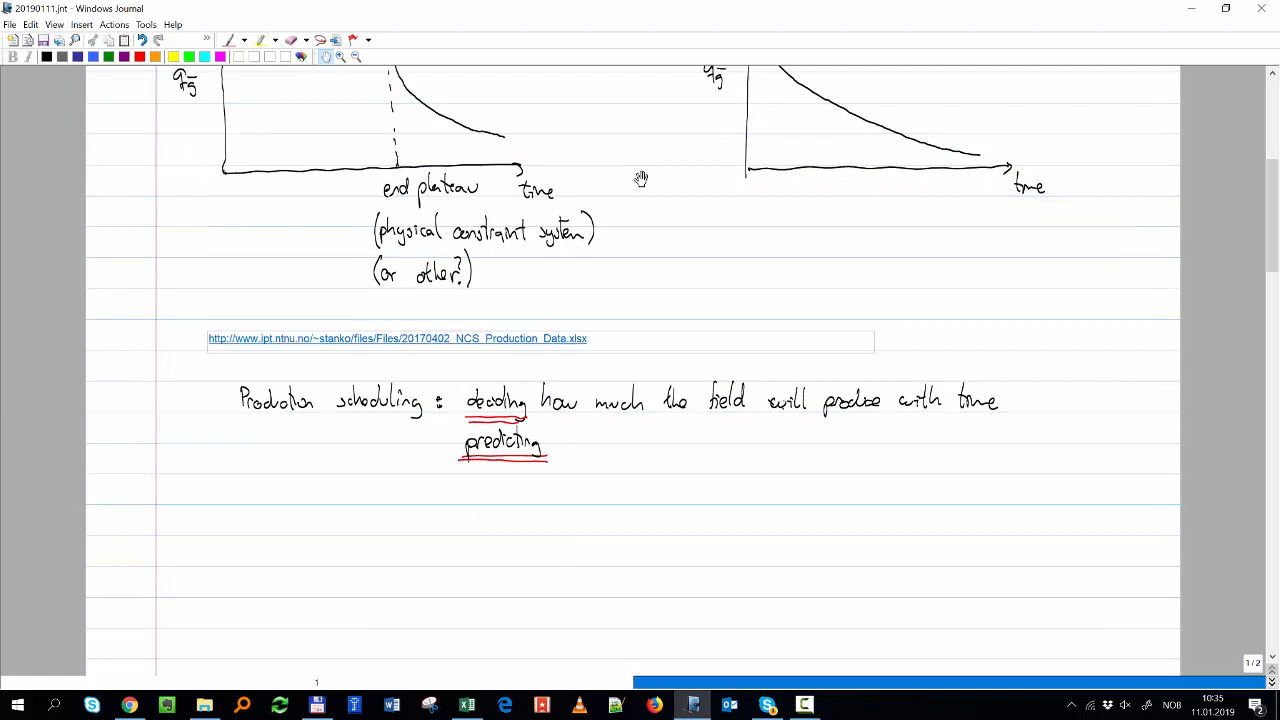 20190111.jnt - Windows Journal
File Edit View Insert Actions Tools Help
B I
end plateau
time
time
(physical constraint system)
(or other?)
http://www.ipt.ntnu.no/~stanko/files/Files/20170402_NCS_Production_Data.xlsx
Production scheduling: deciding how much the field will produce with time
predicting
1/2
1
NOB
10:35
11.01.2019
2